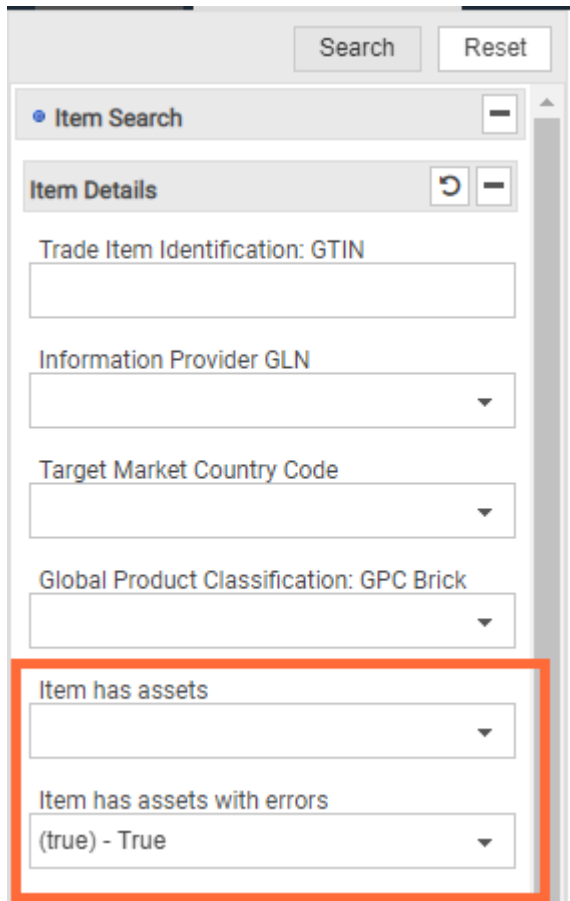 Search Reset
Item Search
Item Details
Trade Item Identification: GTIN
Information Provider GLN
Target Market Country Code
Global Product Classification: GPC Brick
Item has assets
Item has assets with errors
(true) - True